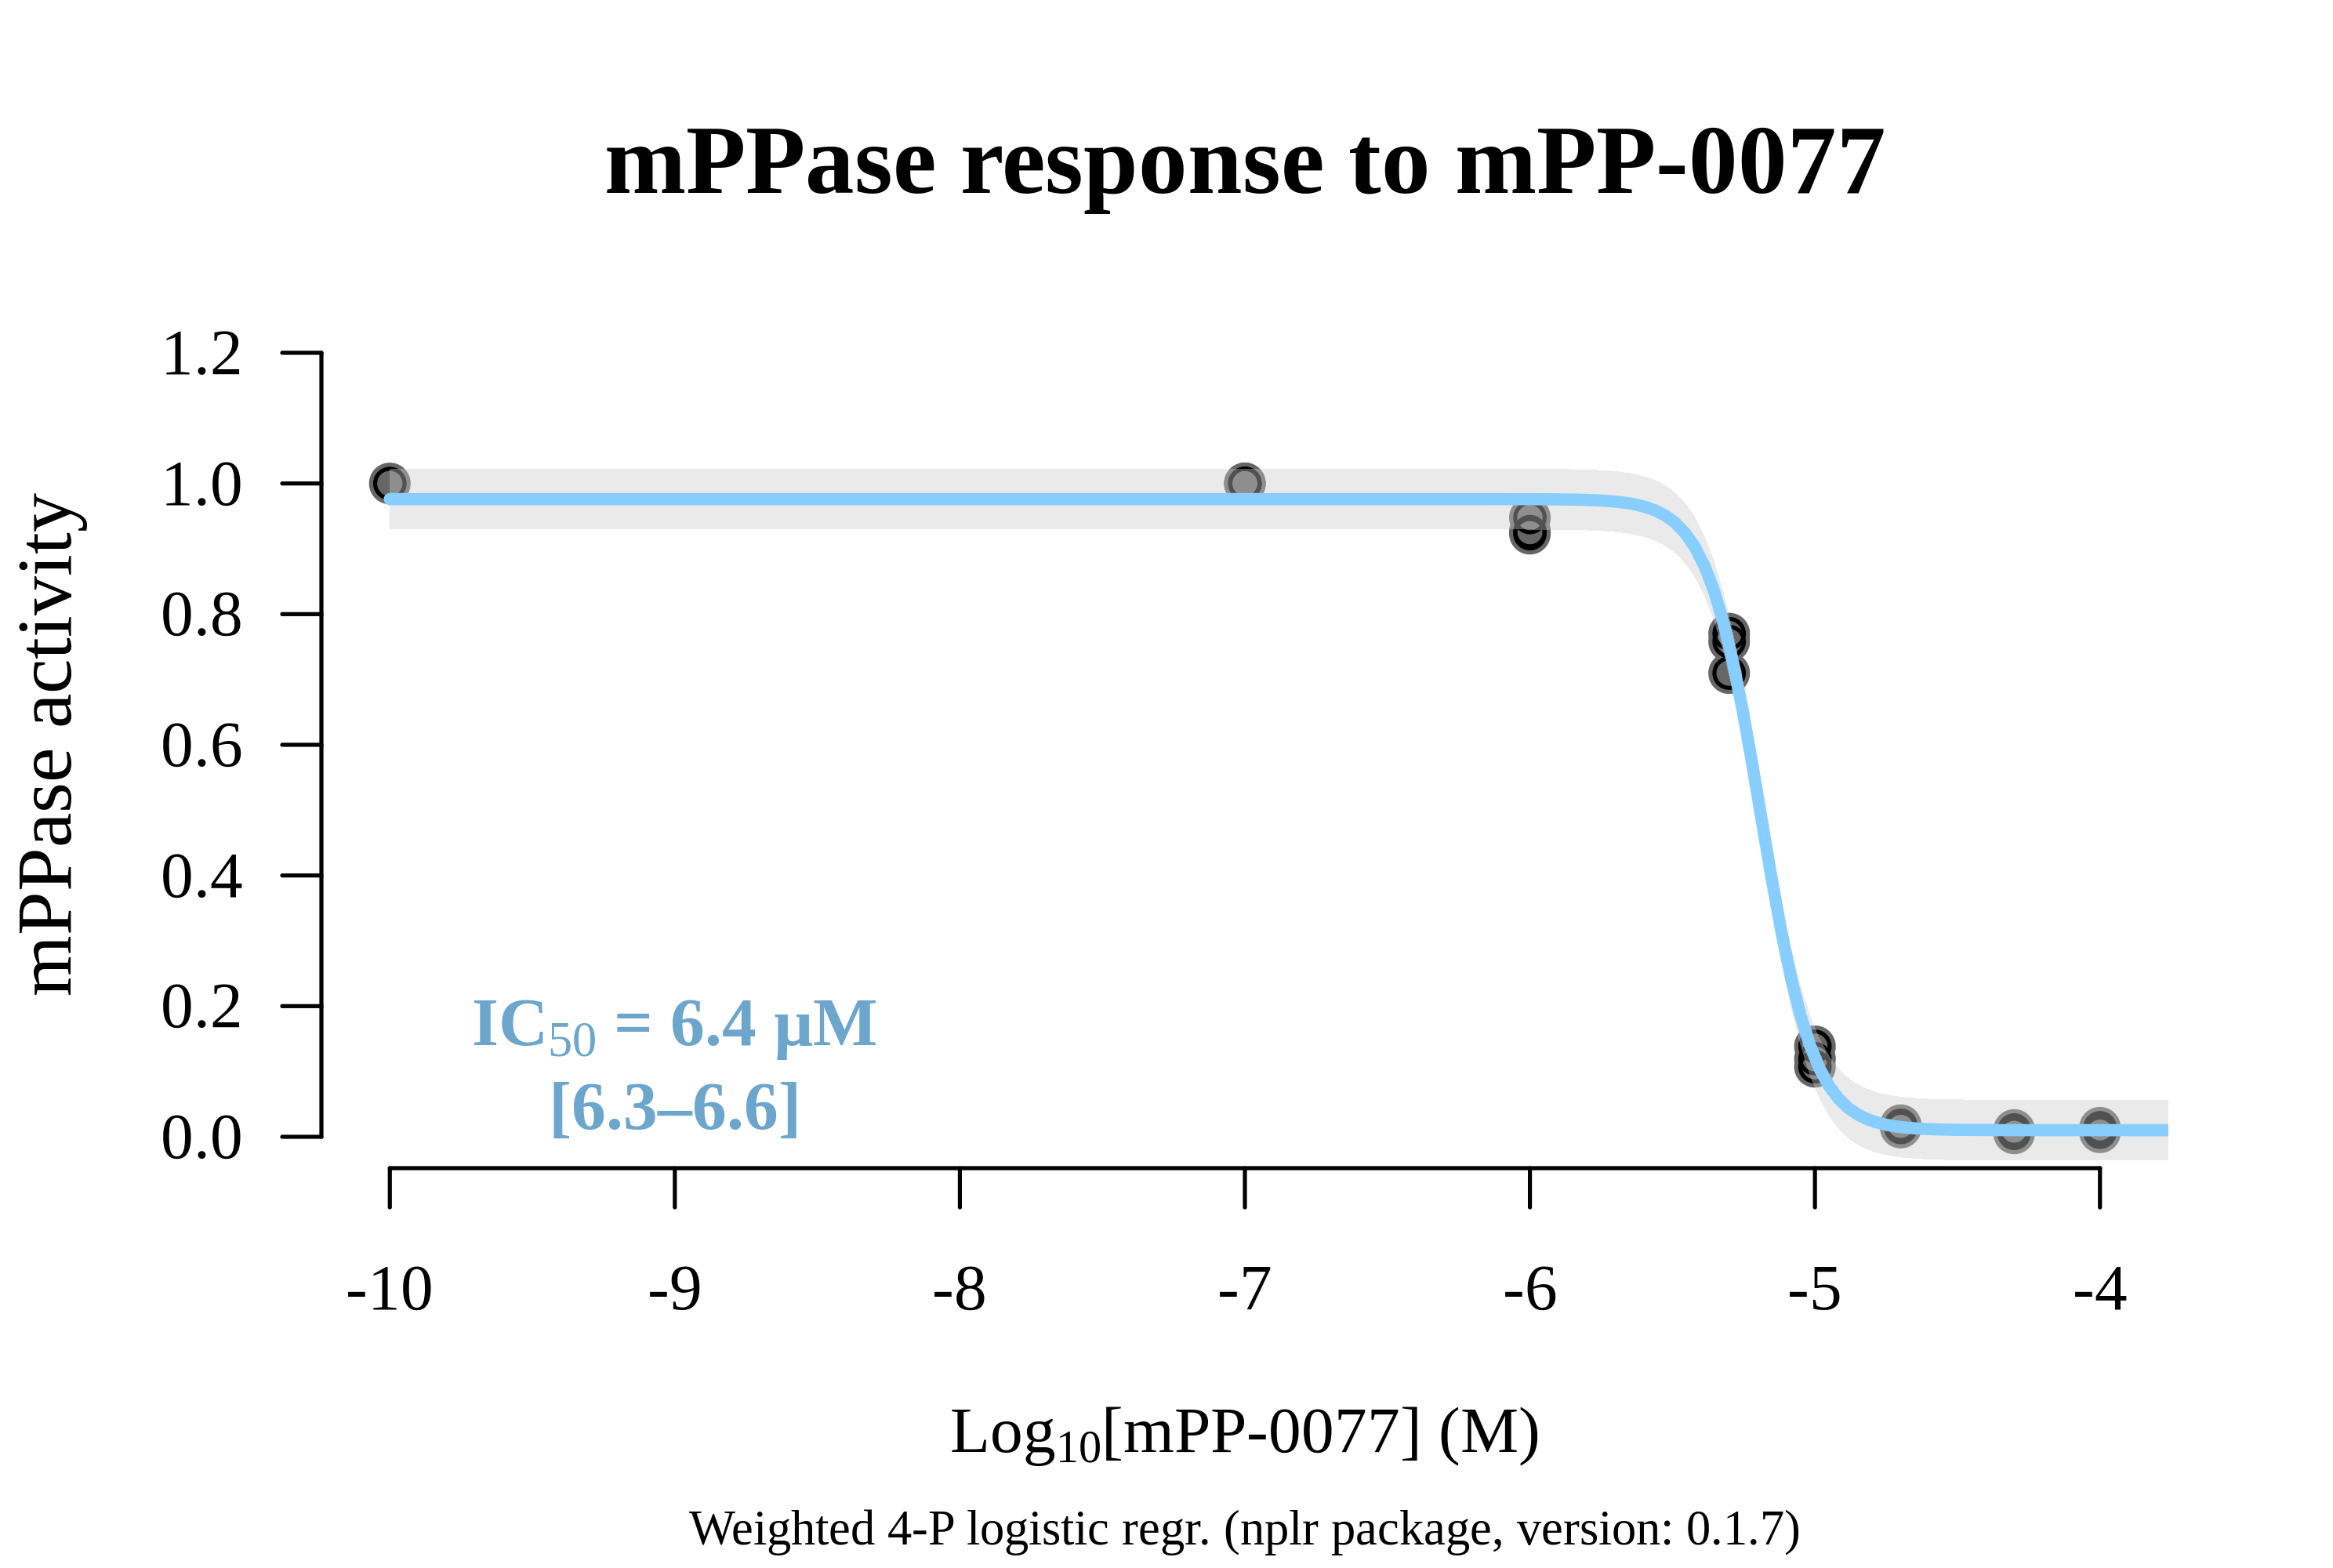 mPPase response to mPP-0077
mPPase activity
1.2
1.0
0.8
0.6
0.4
0.2
0.0
IC50 = 6.4 µM
[6.3–6.6]
-10 -9 -8 -7 -6 -5 -4
Log10[mPP-0077] (M)
Weighted 4-P logistic regr. (nplr package, version: 0.1.7)